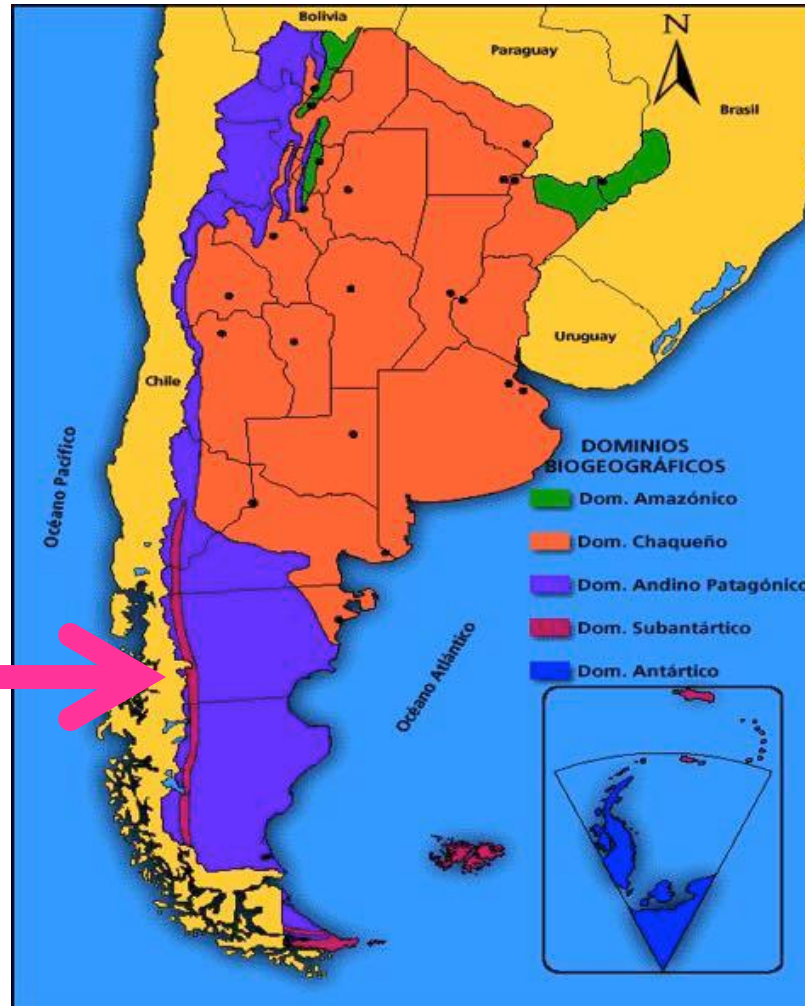 Bolivia
Paraguay
N
Brasil
Uruguay
Chile
Océano Pacífico
DOMINIOS
BIOGEOGRÁFICOS
Dom. Amazónico
Dom. Chaqueño
Dom. Andino Patagónico
Dom. Subantártico
Dom. Antártico
Océano Atlántico